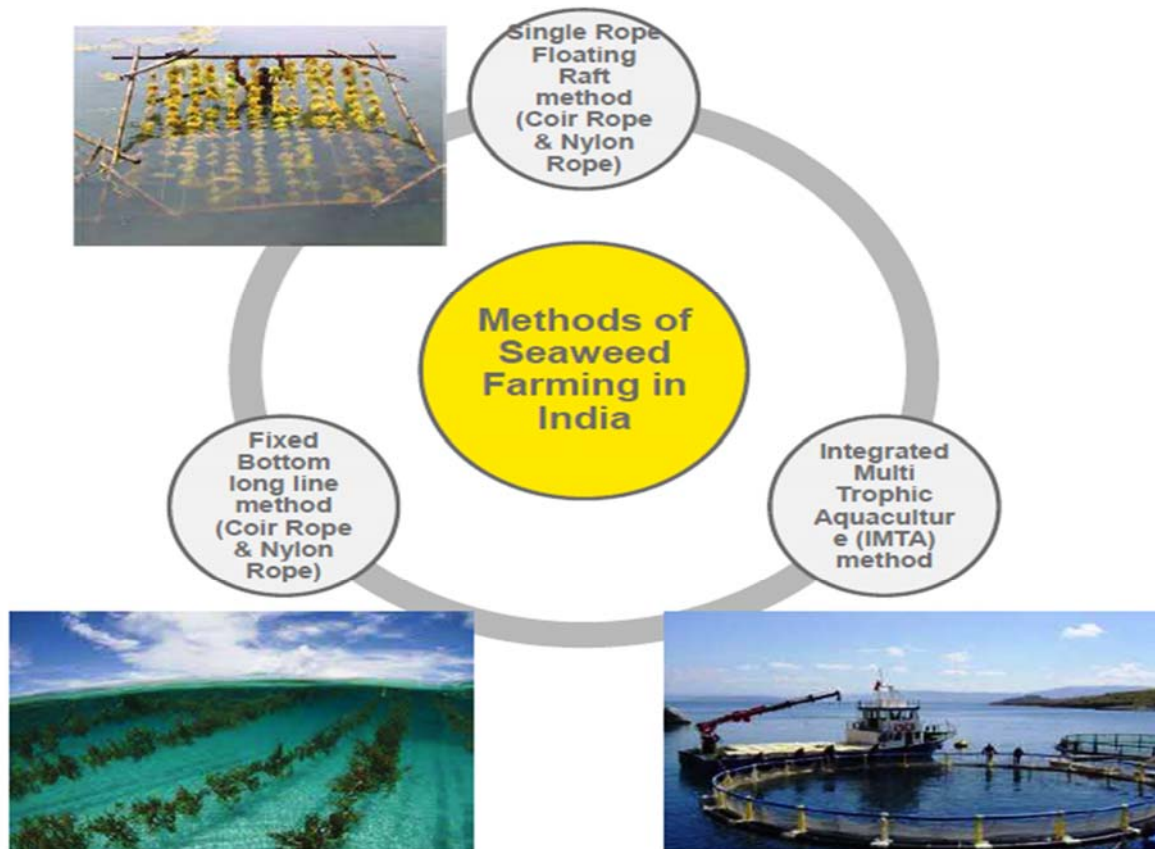 Single Rope
Floating
Raft
method
(Coir Rope
& Nylon
Rope)
Methods of
Seaweed
Farming in
India
Fixed
Bottom
long line
method
(Coir Rope
& Nylon
Rope)
Integrated
Multi
Trophic
Aquacultur
e (IMTA)
method